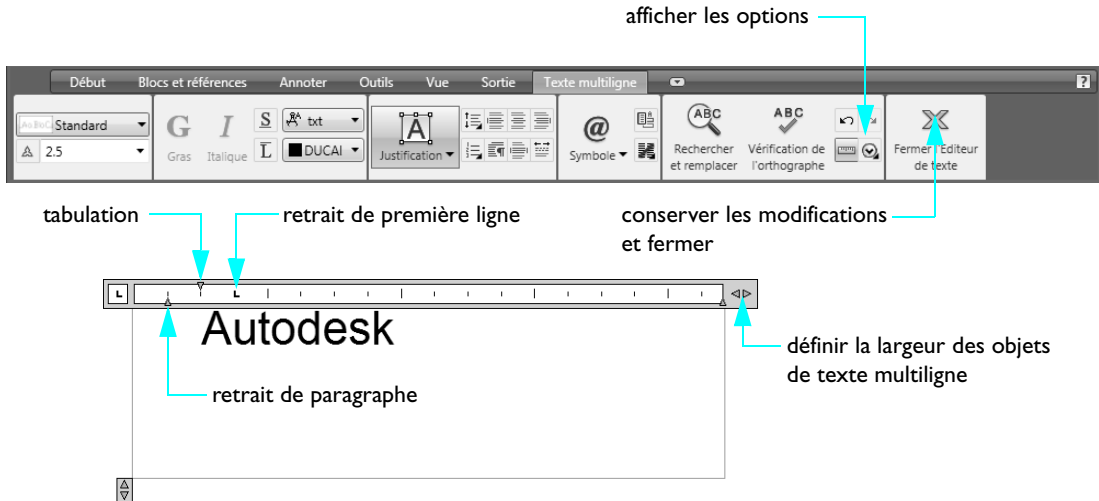 afficher les options
Début Blocs et références Annoter Outils Vue Sortie Texte multiligne ?
Standard G I S txt A Justification @ Symbole ABC Rechercher et remplacer ABC Vérification de l'orthographe Fermer l'Éditeur de texte
2.5 Gras Italique L DUCAL
tabulation
retrait de première ligne
conserver les modifications
et fermer
L L
Autodesk
définir la largeur des objets
de texte multiligne
retrait de paragraphe